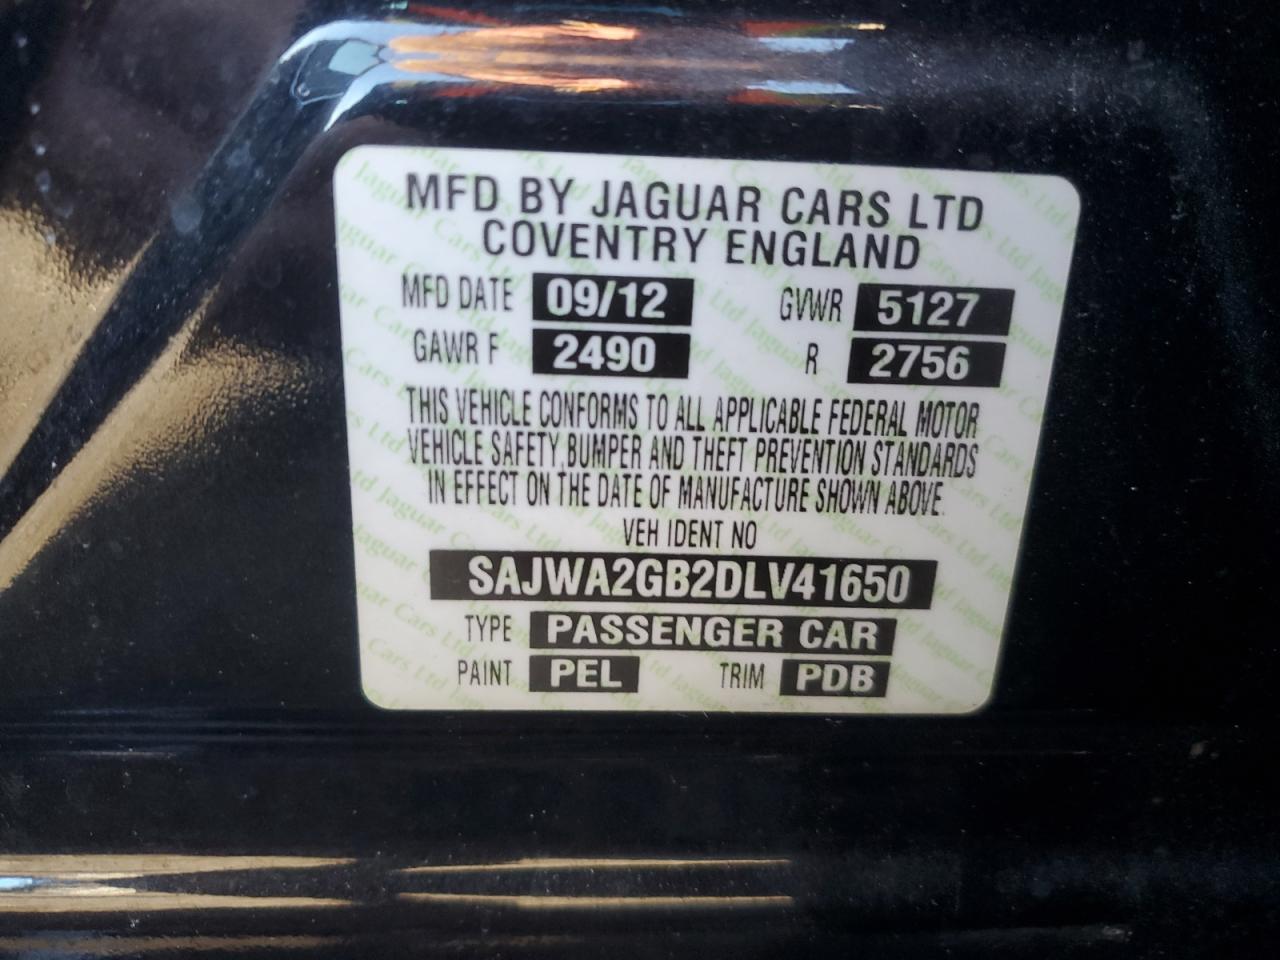 MFD BY JAGUAR CARS LTD
COVENTRY ENGLAND
MFD DATE 09/12 GVWR 5127
GAWR F 2490 R 2756
THIS VEHICLE CONFORMS TO ALL APPLICABLE FEDERAL MOTOR
VEHICLE SAFETY, BUMPER AND THEFT PREVENTION STANDARDS
IN EFFECT ON THE DATE OF MANUFACTURE SHOWN ABOVE.
VEH IDENT NO
SAJWA2GB2DLV41650
TYPE PASSENGER CAR
PAINT PEL TRIM PDB